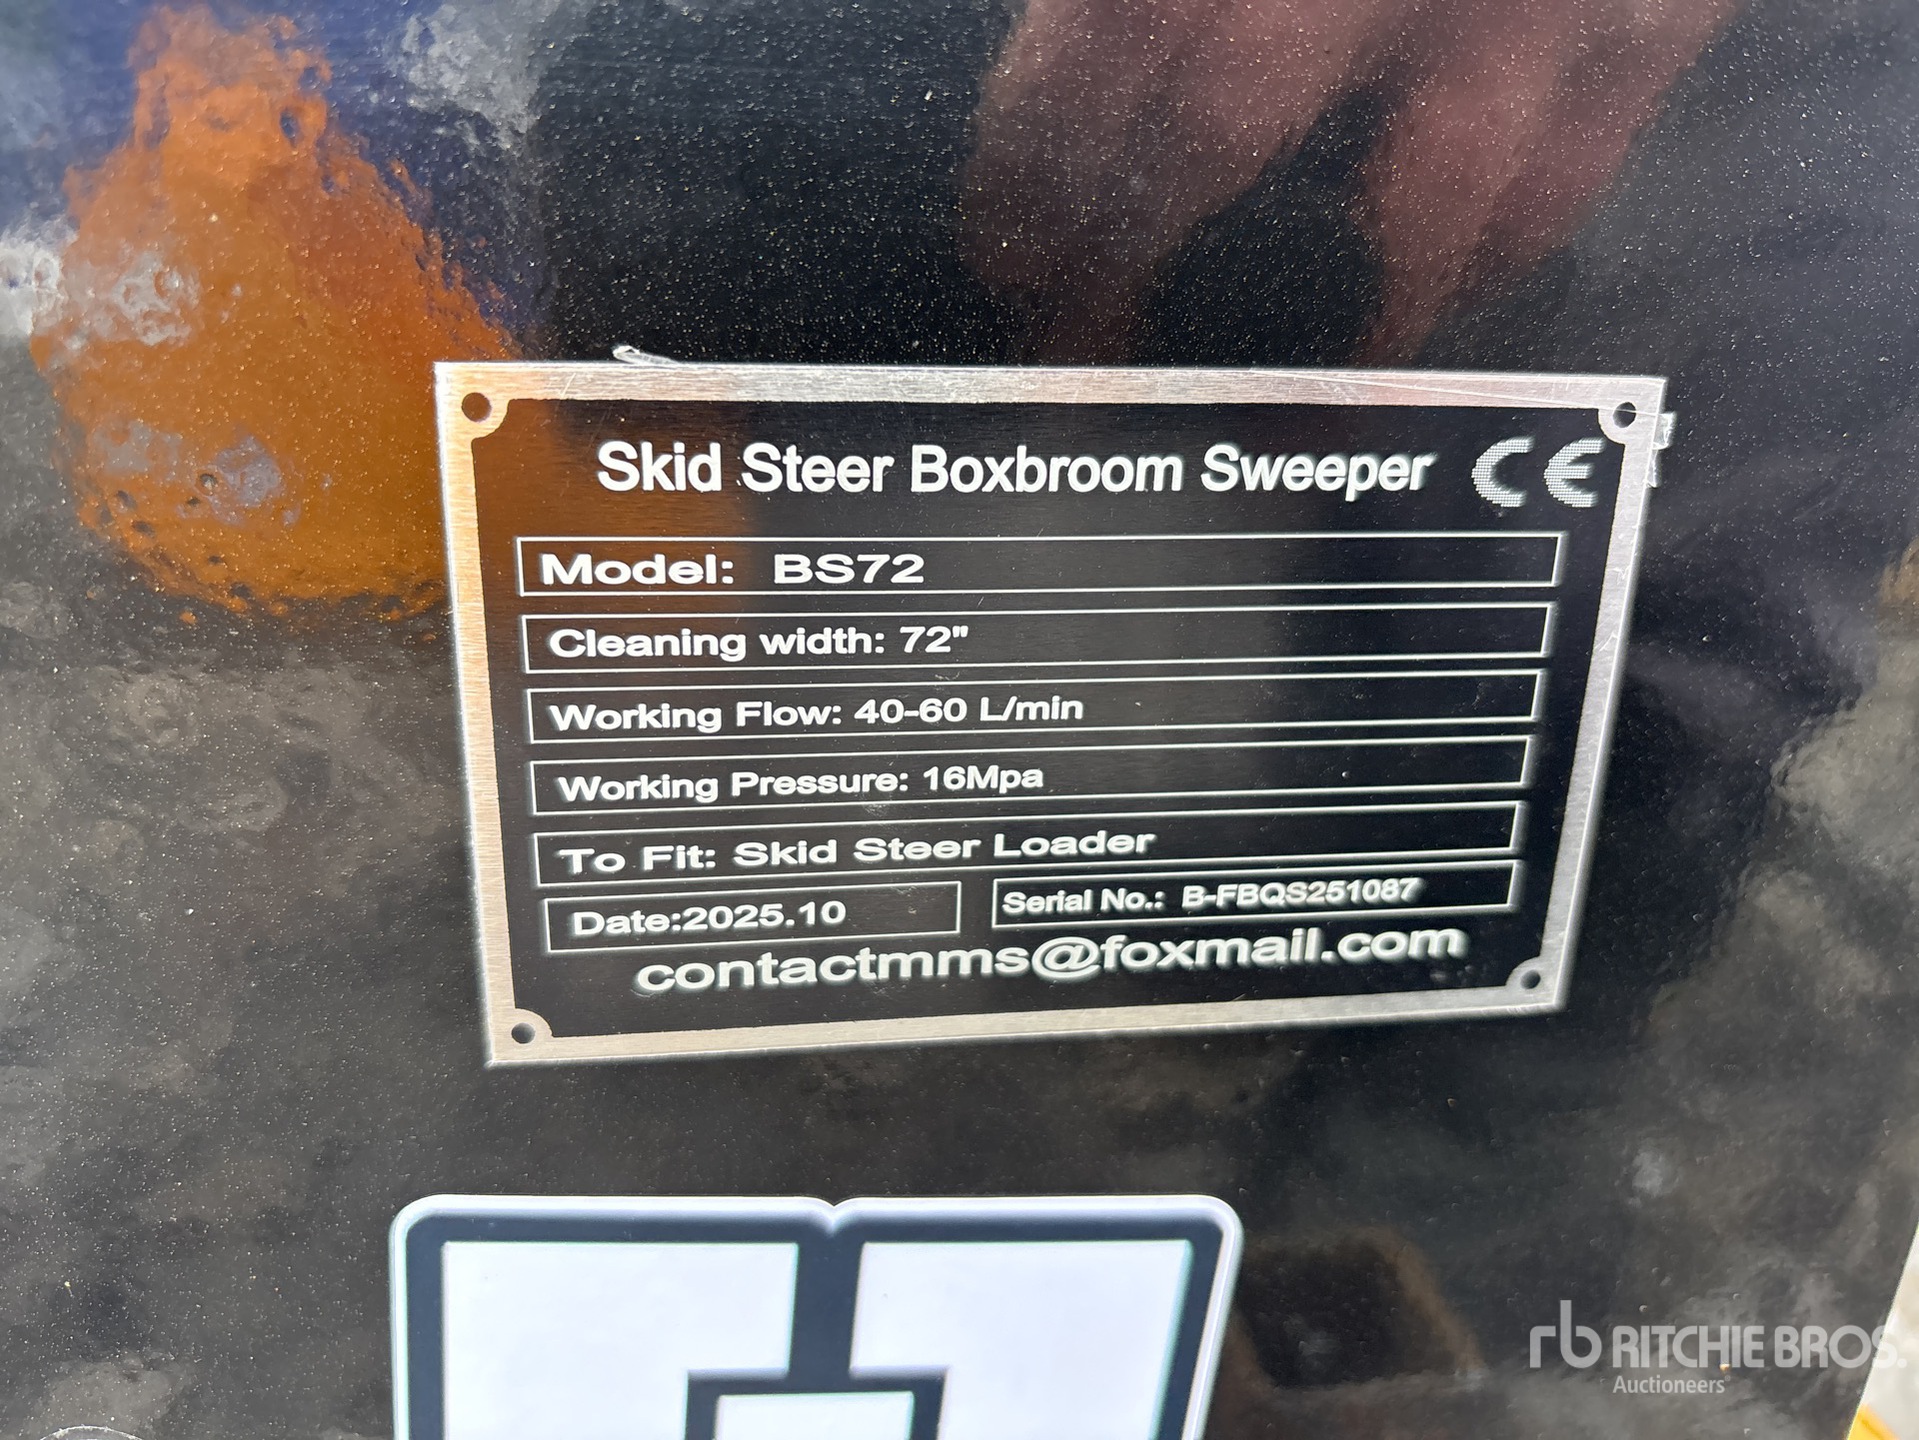 Skid Steer Boxbroom Sweeper CE
Model: BS72
Cleaning width: 72"
Working Flow: 40-60 L/min
Working Pressure: 16Mpa
To Fit: Skid Steer Loader
Date:2025.10 Serial No.: B-FBQS251087
contactmms@foxmail.com
rb RITCHIE BROS.
Auctioneers